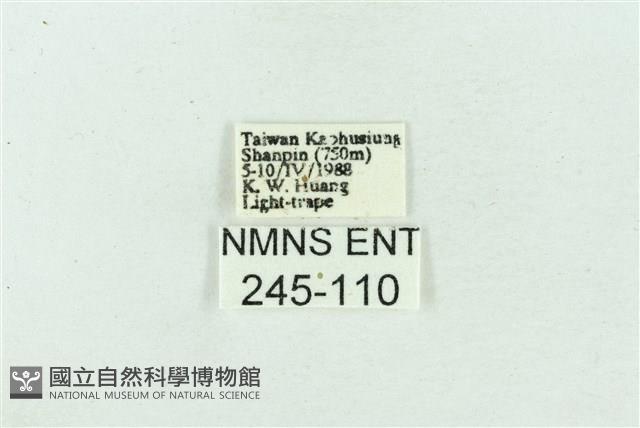 Taiwan Kaohusiung
Shanpin (750m)
5-10/IV/1988
K. W. Huang
Light-trape
NMNS ENT
245-110
國立自然科學博物館
NATIONAL MUSEUM OF NATURAL SCIENCE